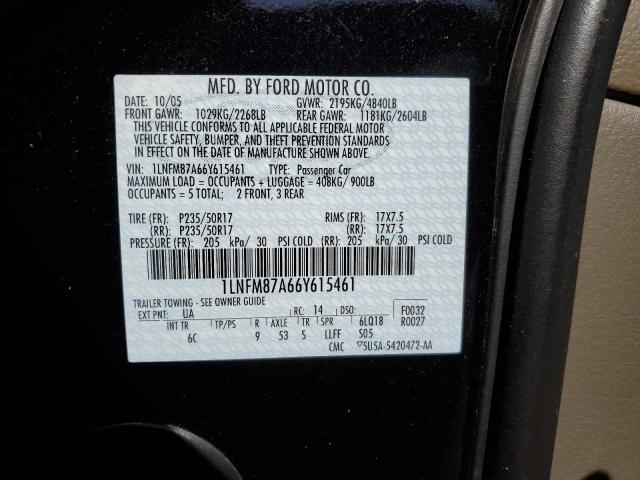 MFD. BY FORD MOTOR CO.
DATE: 10/05 GVWR: 2195KG/4840LB
FRONT GAWR: 1029KG/2268LB REAR GAWR: 1181KG/2604LB
THIS VEHICLE CONFORMS TO ALL APPLICABLE FEDERAL MOTOR
VEHICLE SAFETY, BUMPER, AND THEFT PREVENTION STANDARDS
IN EFFECT ON THE DATE OF MANUFACTURE SHOWN ABOVE.
VIN: 1LNFM87A66Y615461 TYPE: Passenger Car
MAXIMUM LOAD = OCCUPANTS + LUGGAGE = 408KG/ 900LB
OCCUPANTS = 5 TOTAL; 2 FRONT, 3 REAR
TIRE (FR): P235/50R17 RIMS (FR): 17X7.5
(RR): P235/50R17 (RR): 17X7.5
PRESSURE (FR): 205 kPa/ 30 PSI COLD (RR): 205 kPa/ 30 PSI COLD
1LNFM87A66Y615461
TRAILER TOWING - SEE OWNER GUIDE
EXT PNT: UA RC: 14 DSO: F0032
R0027
INT TR TP/PS R AXLE TR SPR 6LQ18
6C 9 53 S LLFF S05
CMC ▽5U5A-5420472-AA